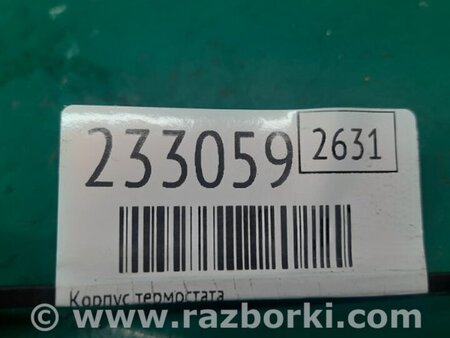 233059 2631
Корпус термостата
© www.razborki.com